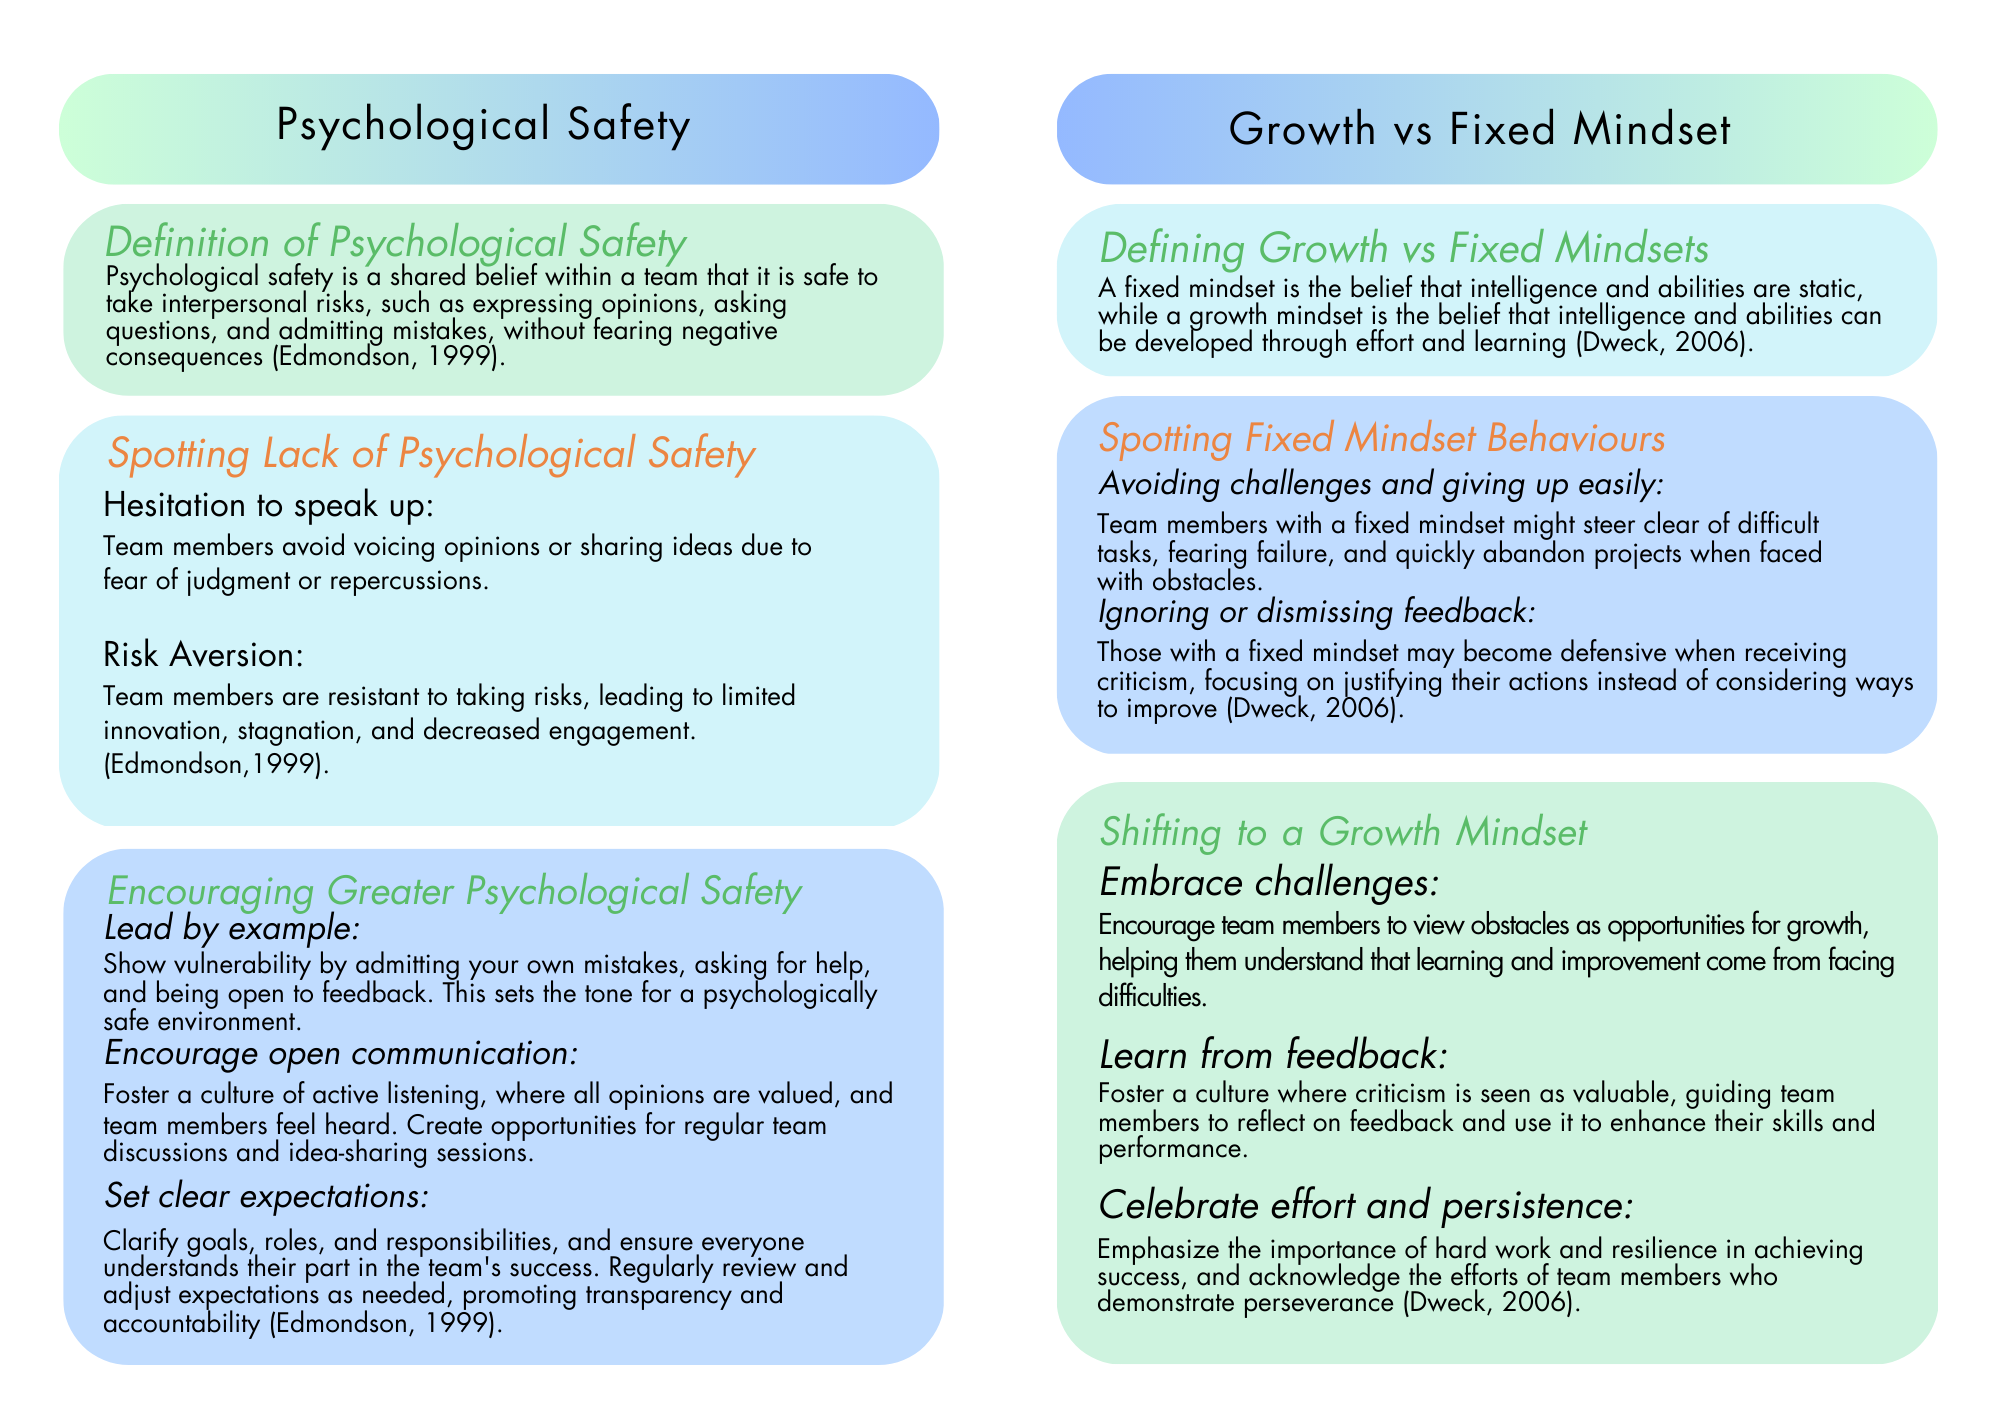 Psychological Safety
Definition of Psychological Safety
Psychological safety is a shared belief within a team that it is safe to
take interpersonal risks, such as expressing opinions, asking
questions, and admitting mistakes, without fearing negative
consequences (Edmondson, 1999).
Spotting Lack of Psychological Safety
Hesitation to speak up:
Team members avoid voicing opinions or sharing ideas due to
fear of judgment or repercussions.
Risk Aversion:
Team members are resistant to taking risks, leading to limited
innovation, stagnation, and decreased engagement.
(Edmondson,1999).
Encouraging Greater Psychological Safety
Lead by example:
Show vulnerability by admitting your own mistakes, asking for help,
and being open to feedback. This sets the tone for a psychologically
safe environment.
Encourage open communication:
Foster a culture of active listening, where all opinions are valued, and
team members feel heard. Create opportunities for regular team
discussions and idea-sharing sessions.
Set clear expectations:
Clarify goals, roles, and responsibilities, and ensure everyone
understands their part in the team's success. Regularly review and
adjust expectations as needed, promoting transparency and
accountability (Edmondson, 1999).
Growth vs Fixed Mindset
Defining Growth vs Fixed Mindsets
A fixed mindset is the belief that intelligence and abilities are static,
while a growth mindset is the belief that intelligence and abilities can
be developed through effort and learning (Dweck, 2006).
Spotting Fixed Mindset Behaviours
Avoiding challenges and giving up easily:
Team members with a fixed mindset might steer clear of difficult
tasks, fearing failure, and quickly abandon projects when faced
with obstacles.
Ignoring or dismissing feedback:
Those with a fixed mindset may become defensive when receiving
criticism, focusing on justifying their actions instead of considering ways
to improve (Dweck, 2006).
Shifting to a Growth Mindset
Embrace challenges:
Encourage team members to view obstacles as opportunities for growth,
helping them understand that learning and improvement come from facing
difficulties.
Learn from feedback:
Foster a culture where criticism is seen as valuable, guiding team
members to reflect on feedback and use it to enhance their skills and
performance.
Celebrate effort and persistence:
Emphasize the importance of hard work and resilience in achieving
success, and acknowledge the efforts of team members who
demonstrate perseverance (Dweck, 2006).